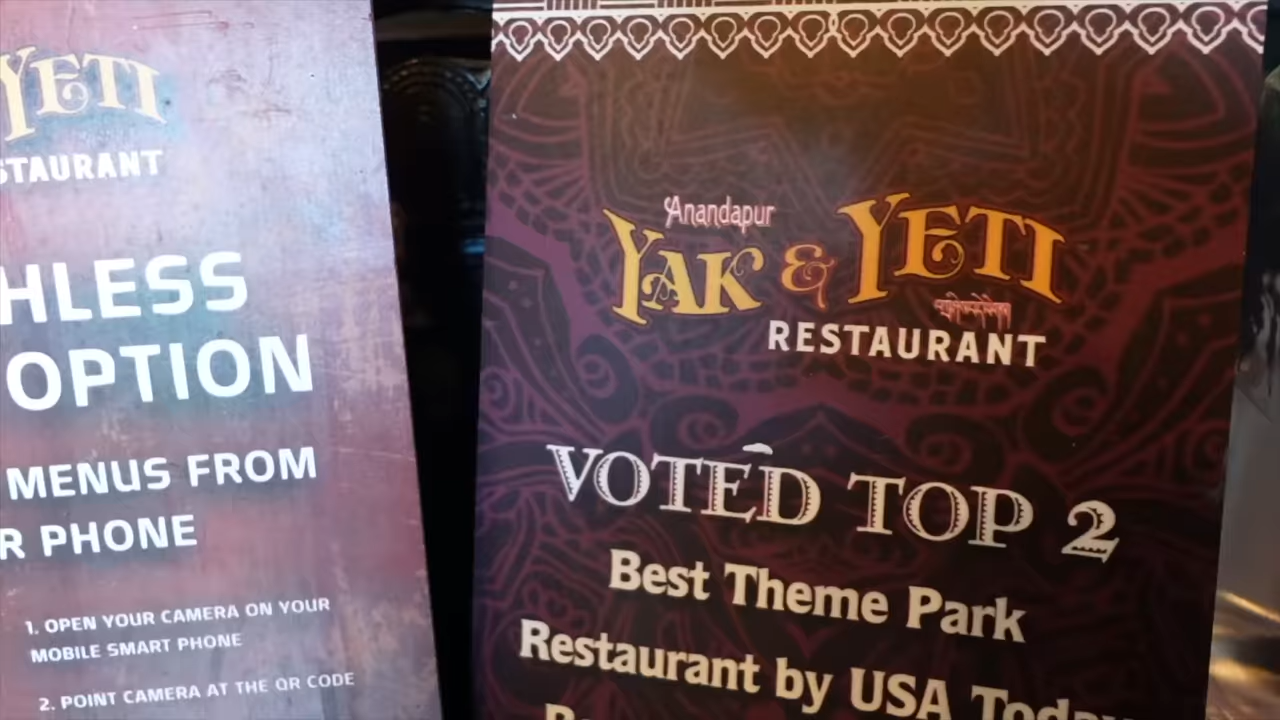 YETI
STAURANT
HLESS
OPTION
MENUS FROM
R PHONE
1. OPEN YOUR CAMERA ON YOUR
MOBILE SMART PHONE
2. POINT CAMERA AT THE QR CODE
Anandapur
YAK & YETI
RESTAURANT
VOTED TOP 2
Best Theme Park
Restaurant by USA Today